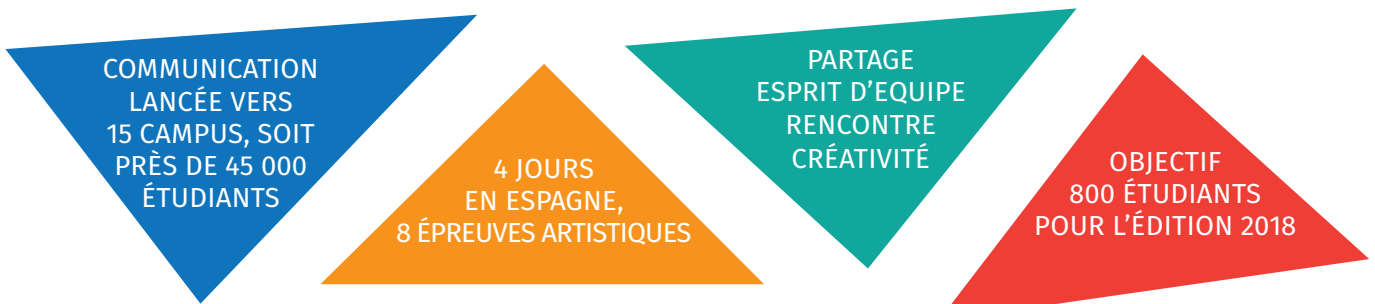 COMMUNICATION
LANCÉE VERS
15 CAMPUS, SOIT
PRÈS DE 45 000
ÉTUDIANTS
4 JOURS
EN ESPAGNE,
8 ÉPREUVES ARTISTIQUES
PARTAGE
ESPRIT D'EQUIPE
RENCONTRE
CRÉATIVITÉ
OBJECTIF
800 ÉTUDIANTS
POUR L'ÉDITION 2018